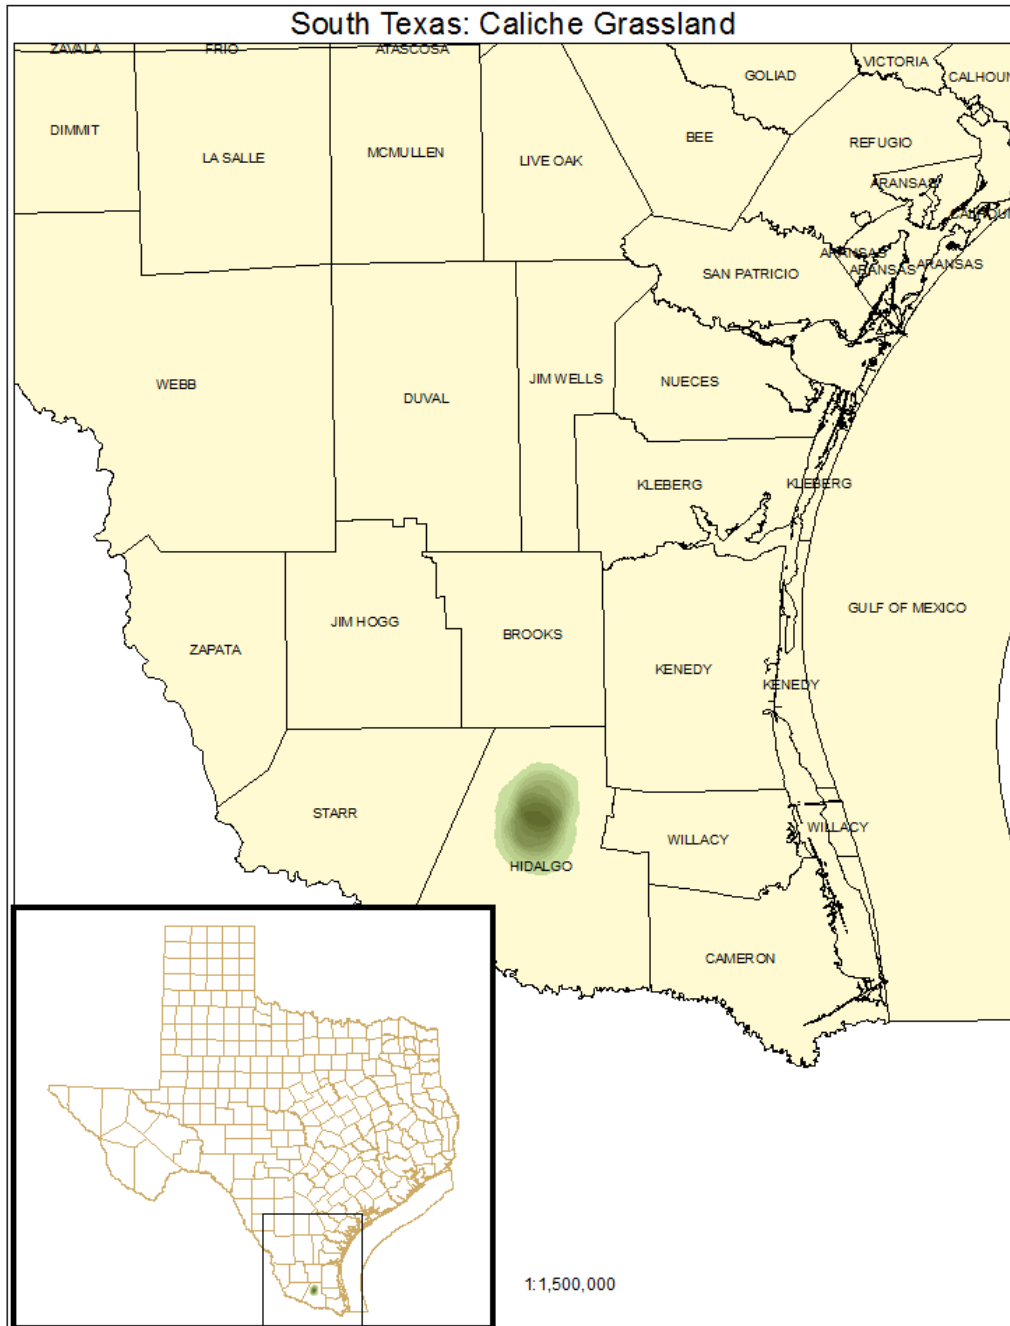 South Texas: Caliche Grassland
ZAVALA
FRIO
ATASCOSA
GOLIAD
VICTORIA
CALHOUN
DIMMIT
LA SALLE
MCMULLEN
LIVE OAK
BEE
REFUGIO
ARANSAS
CALHOUN
ARANSAS
ARANSAS
ARANSAS
SAN PATRICIO
WEBB
DUVAL
JIM WELLS
NUECES
KLEBERG
KLEBERG
GULF OF MEXICO
ZAPATA
JIM HOGG
BROOKS
KENEDY
KENEDY
STARR
HIDALGO
WILLACY
WILLACY
CAMERON
1:1,500,000